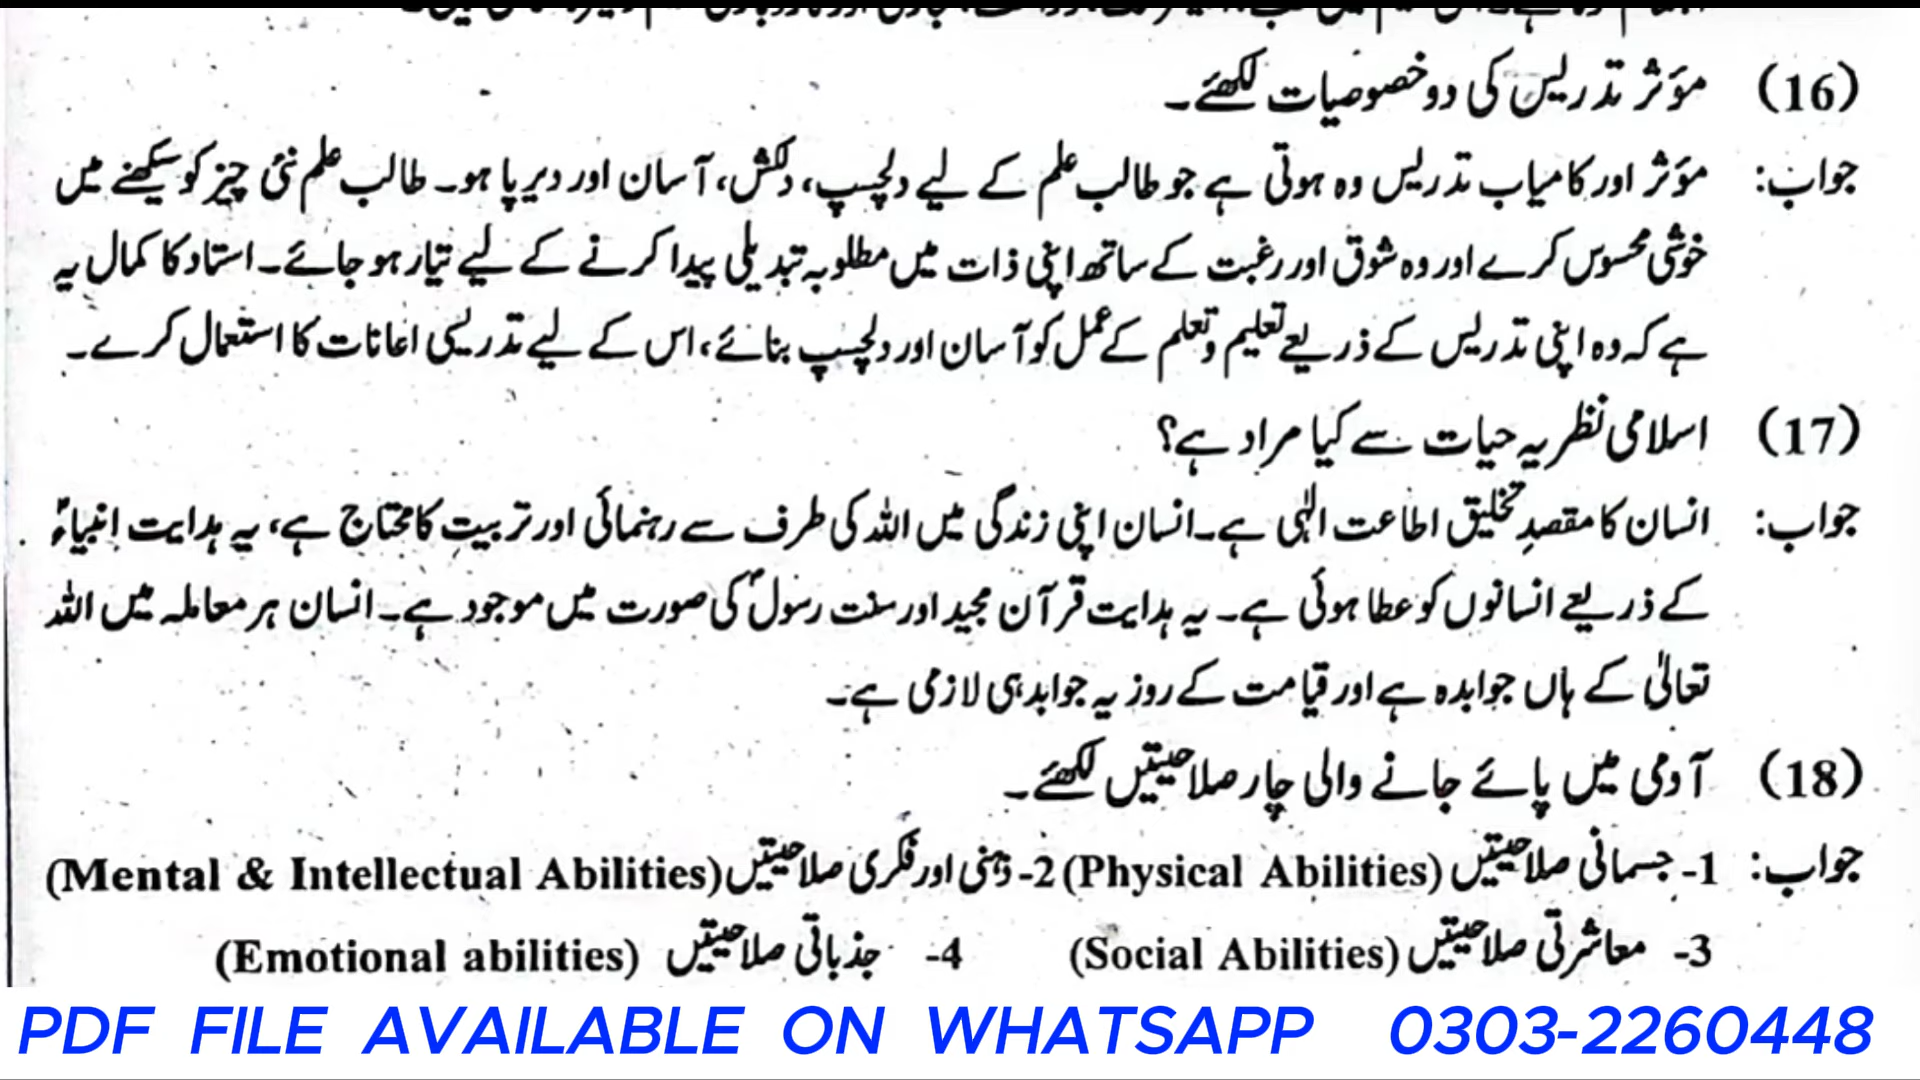 (16) مؤثر تدریس کی دو خصوصیات لکھئے۔
جواب: مؤثر اور کامیاب تدریس وہ ہوتی ہے جو طالب علم کے لیے دلچسپ، دلکش، آسان اور دیرپا ہو۔ طالب علم نئی چیز کو سیکھنے میں
خوشی محسوس کرے اور وہ شوق اور رغبت کے ساتھ اپنی ذات میں مطلوبہ تبدیلی پیدا کرنے کے لیے تیار ہو جائے۔ استاد کا کمال یہ
ہے کہ وہ اپنی تدریس کے ذریعے تعلیم و تعلم کے عمل کو آسان اور دلچسپ بنائے، اس کے لیے تدریسی اعانات کا استعمال کرے۔
(17) اسلامی نظریہ حیات سے کیا مراد ہے؟
جواب: انسان کا مقصدِ تخلیق اطاعت الٰہی ہے۔ انسان اپنی زندگی میں اللہ کی طرف سے رہنمائی اور تربیت کا محتاج ہے، یہ ہدایت انبیاءؑ
کے ذریعے انسانوں کو عطا ہوئی ہے۔ یہ ہدایت قرآن مجید اور سنت رسولؐ کی صورت میں موجود ہے۔ انسان ہر معاملہ میں اللہ
تعالیٰ کے ہاں جوابدہ ہے اور قیامت کے روز یہ جوابدہی لازمی ہے۔
(18) آدمی میں پائے جانے والی چار صلاحیتیں لکھئے۔
جواب: 1- جسمانی صلاحیتیں (Physical Abilities) 2- ذہنی اور فکری صلاحیتیں (Mental & Intellectual Abilities)
3- معاشرتی صلاحیتیں (Social Abilities) 4- جذباتی صلاحیتیں (Emotional abilities)
PDF FILE AVAILABLE ON WHATSAPP 0303-2260448